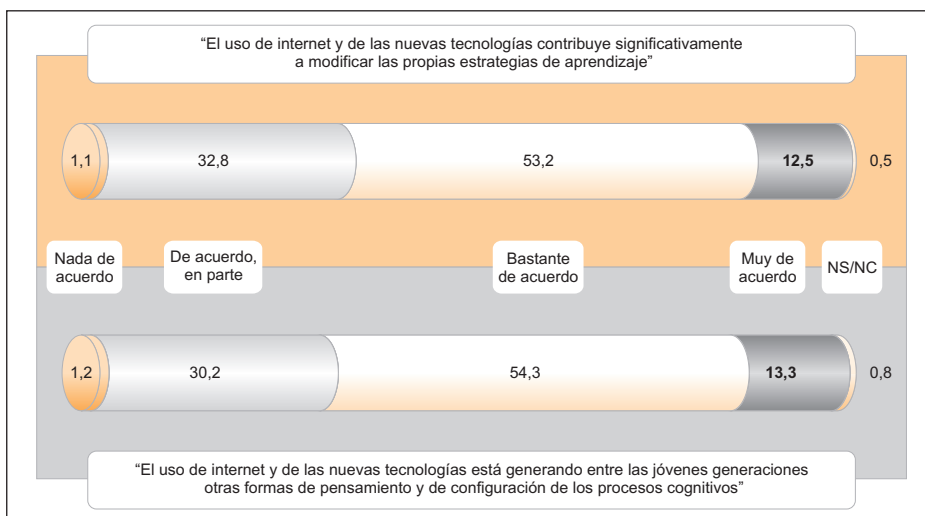 “El uso de internet y de las nuevas tecnologías contribuye significativamente
a modificar las propias estrategias de aprendizaje”
1,1
32,8
53,2
12,5
0,5
Nada de
acuerdo
De acuerdo,
en parte
Bastante
de acuerdo
Muy de
acuerdo
NS/NC
1,2
30,2
54,3
13,3
0,8
“El uso de internet y de las nuevas tecnologías está generando entre las jóvenes generaciones
otras formas de pensamiento y de configuración de los procesos cognitivos”